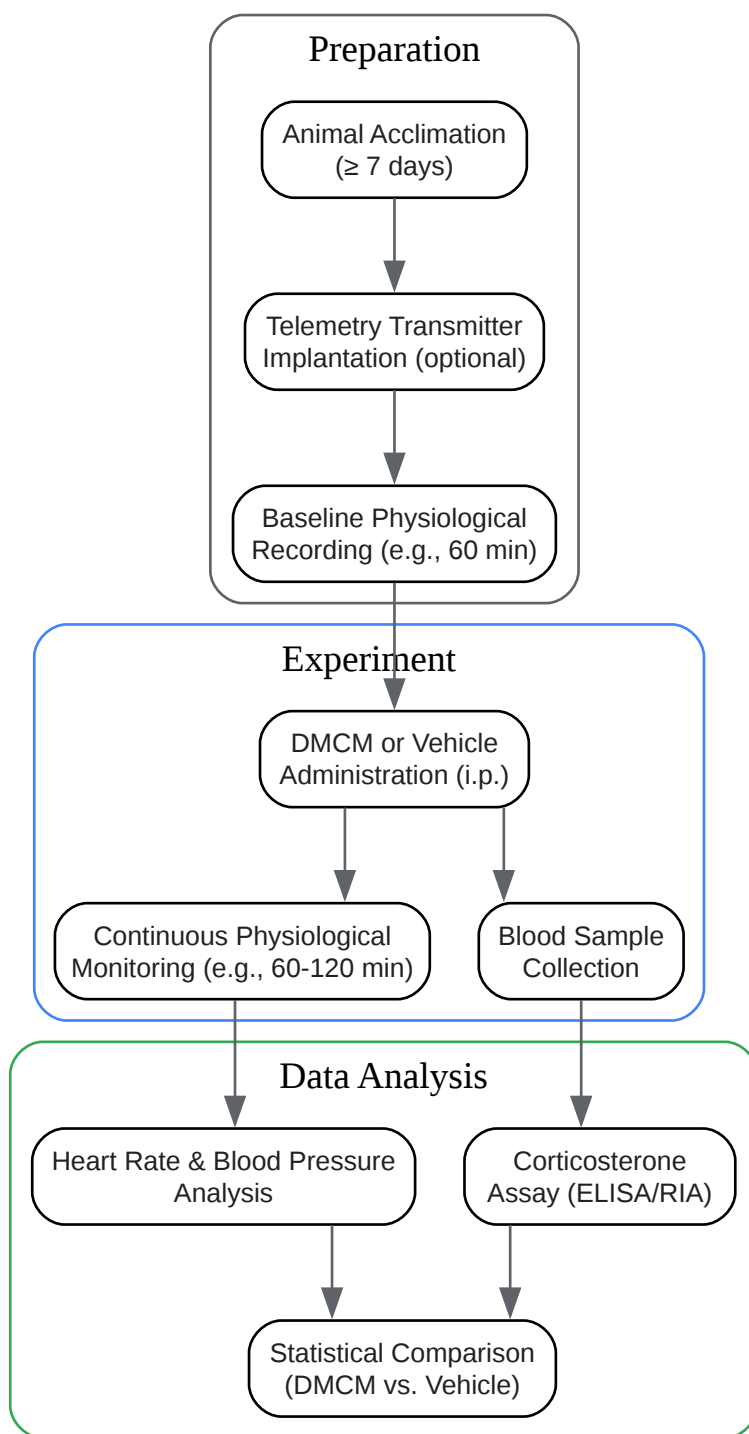 Preparation
Animal Acclimation
(≥ 7 days)
Telemetry Transmitter
Implantation (optional)
Baseline Physiological
Recording (e.g., 60 min)
Experiment
DMCM or Vehicle
Administration (i.p.)
Continuous Physiological
Monitoring (e.g., 60-120 min)
Blood Sample
Collection
Data Analysis
Heart Rate & Blood Pressure
Analysis
Corticosterone
Assay (ELISA/RIA)
Statistical Comparison
(DMCM vs. Vehicle)